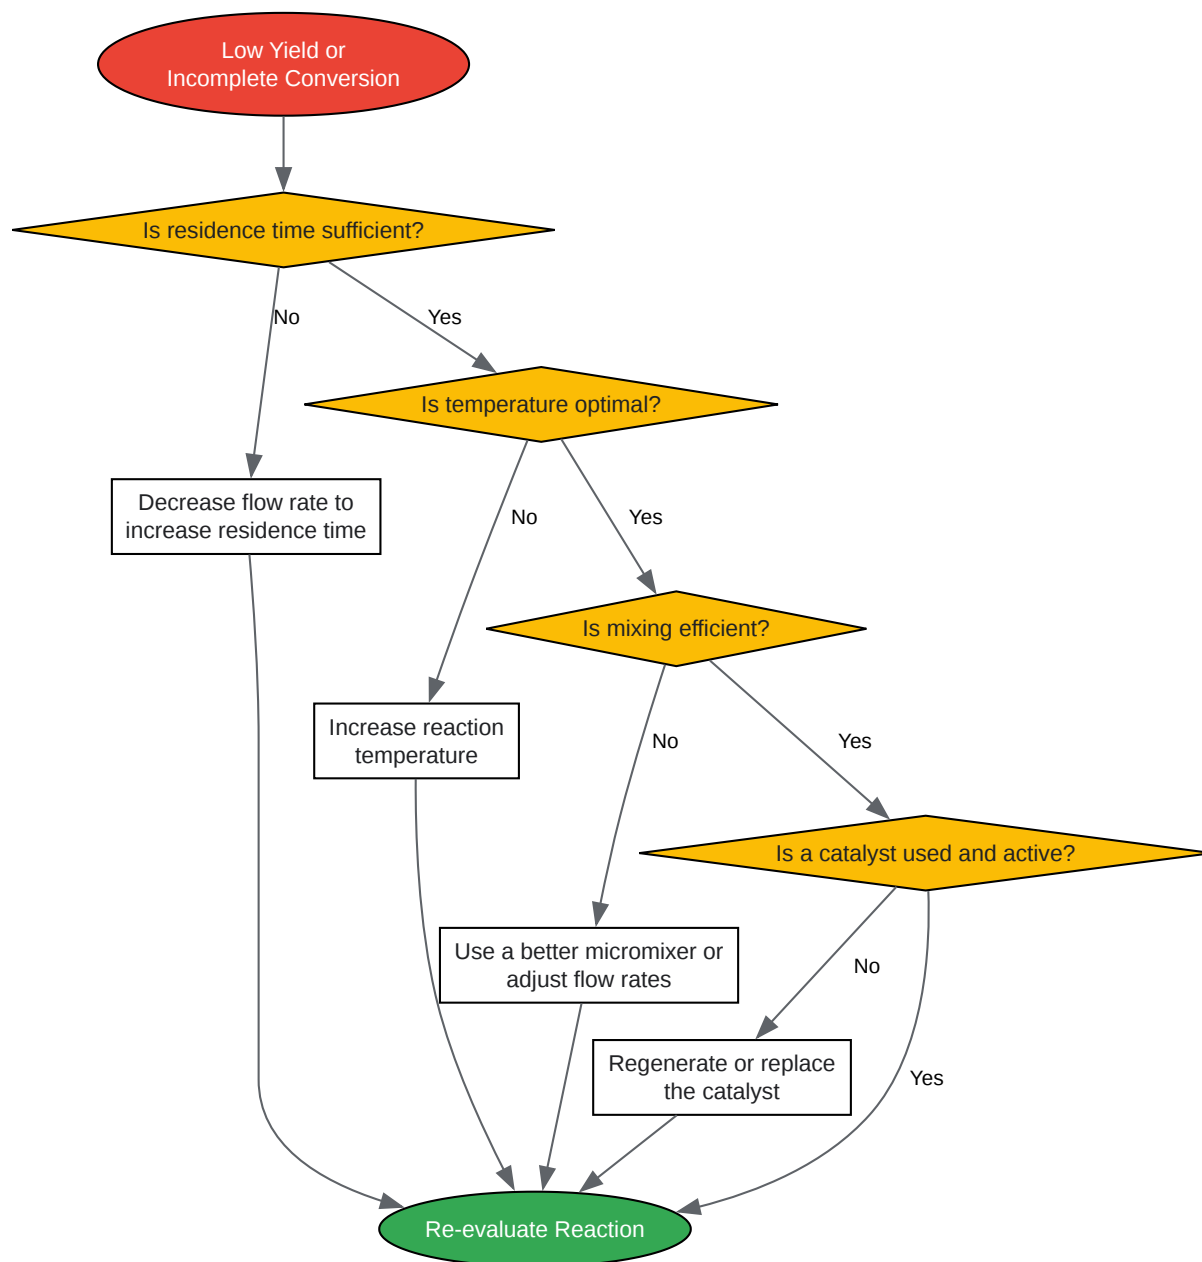 Low Yield or
Incomplete Conversion
Is residence time sufficient?
No
Yes
Is temperature optimal?
Decrease flow rate to
increase residence time
No
Yes
Is mixing efficient?
Increase reaction
temperature
No
Yes
Is a catalyst used and active?
Use a better micromixer or
adjust flow rates
No
Regenerate or replace
the catalyst
Yes
Re-evaluate Reaction